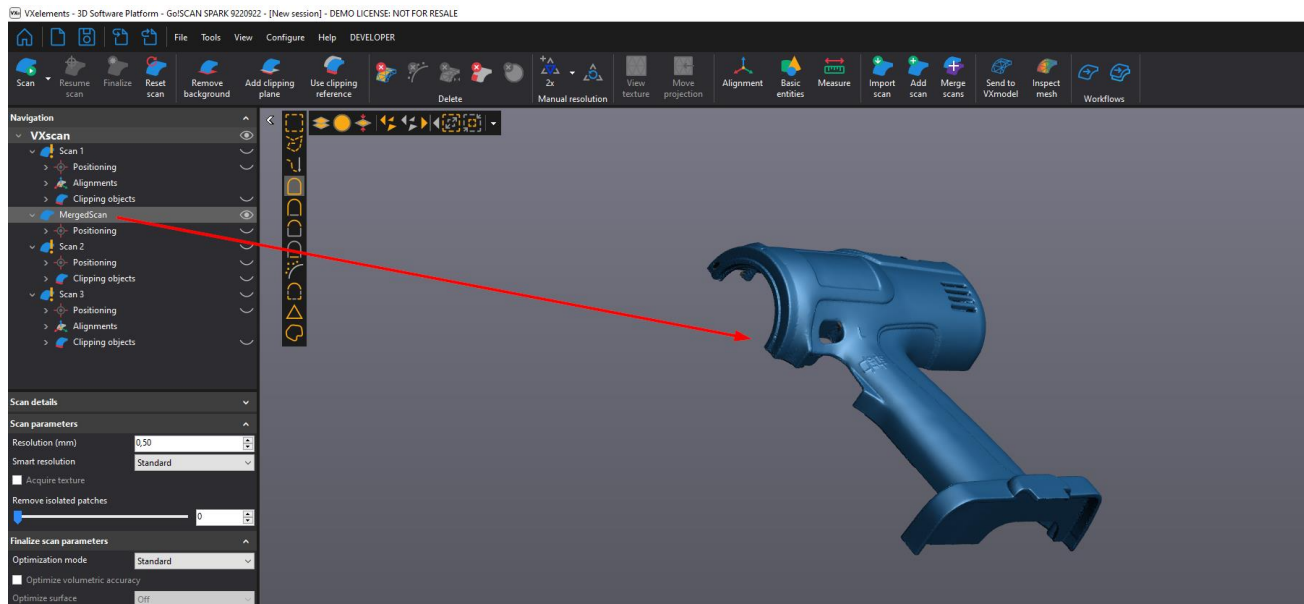 VXelements - 3D Software Platform - Go!SCAN SPARK 9220922 - [New session] - DEMO LICENSE: NOT FOR RESALE
File Tools View Configure Help DEVELOPER
Scan
Resume scan
Finalize
Reset scan
Remove background
Add clipping plane
Use clipping reference
Delete
2x
Manual resolution
View texture
Move projection
Alignment
Basic entities
Measure
Import scan
Add scan
Merge scans
Send to VXmodel
Inspect mesh
Workflows
Navigation
VXscan
Scan 1
Positioning
Alignments
Clipping objects
MergedScan
Positioning
Scan 2
Positioning
Clipping objects
Scan 3
Positioning
Alignments
Clipping objects
Scan details
Scan parameters
Resolution (mm) 0,50
Smart resolution Standard
Acquire texture
Remove isolated patches
0
Finalize scan parameters
Optimization mode Standard
Optimize volumetric accuracy
Optimize surface Off